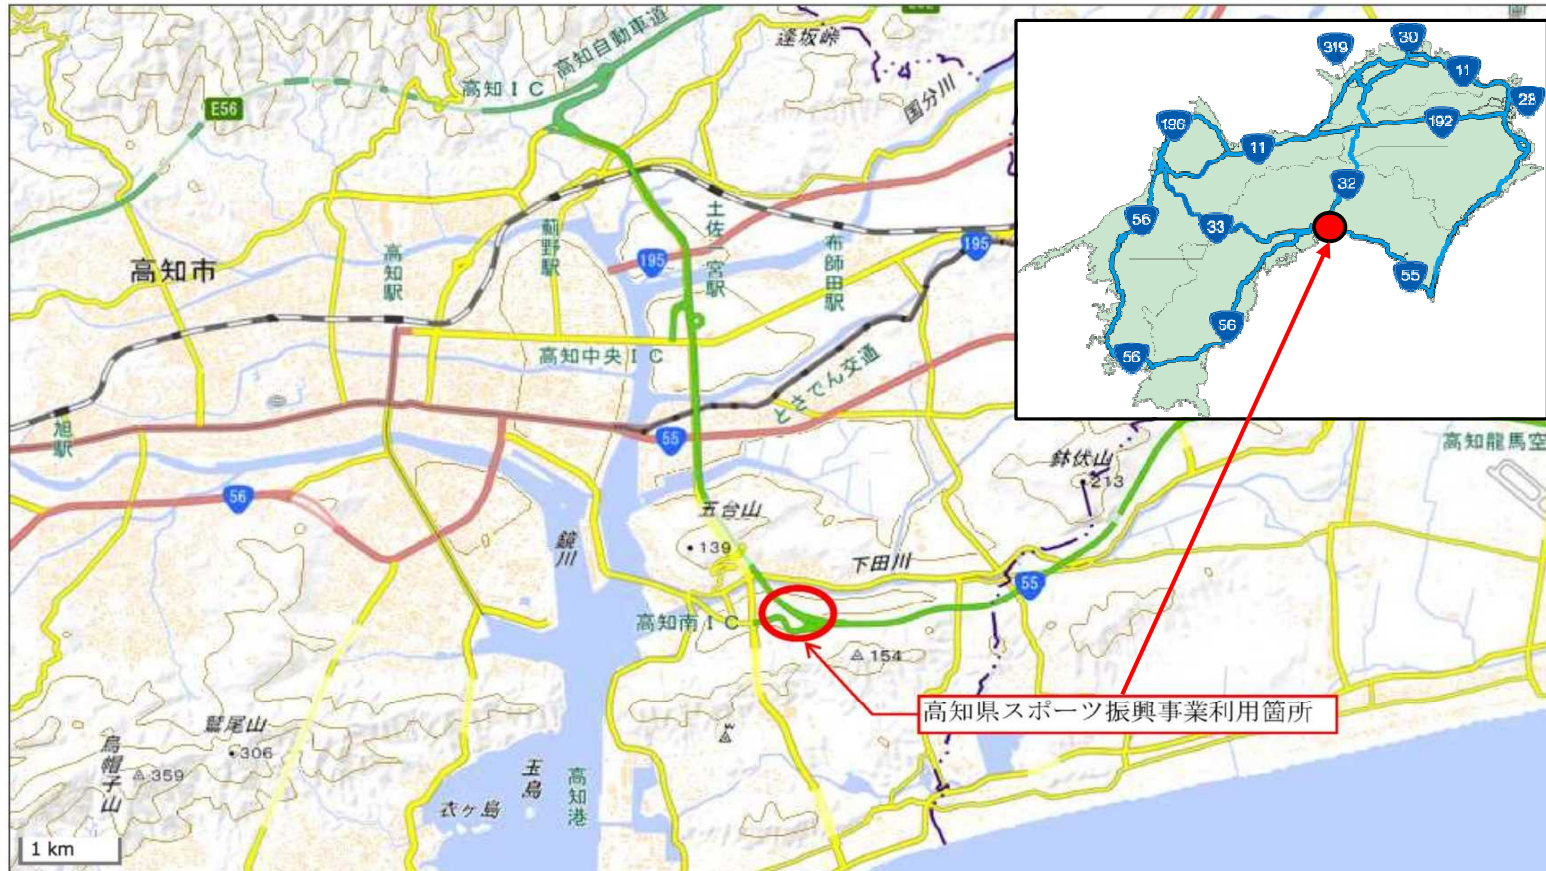 逢坂峠
高知自動車道
高知ＩＣ
E56
国分川
土佐一宮駅
薊野駅
布師田駅
195
195
高知駅
高知市
高知中央ＩＣ
とさでん交通
旭駅
55
56
鏡川
五台山
139
下田川
鉢伏山
213
高知龍馬空
55
高知南ＩＣ
154
高知県スポーツ振興事業利用箇所
鷲尾山
306
烏帽子山
359
玉島
衣ヶ島
高知港
1 km
319
30
11
28
196
11
192
32
56
33
55
56
56